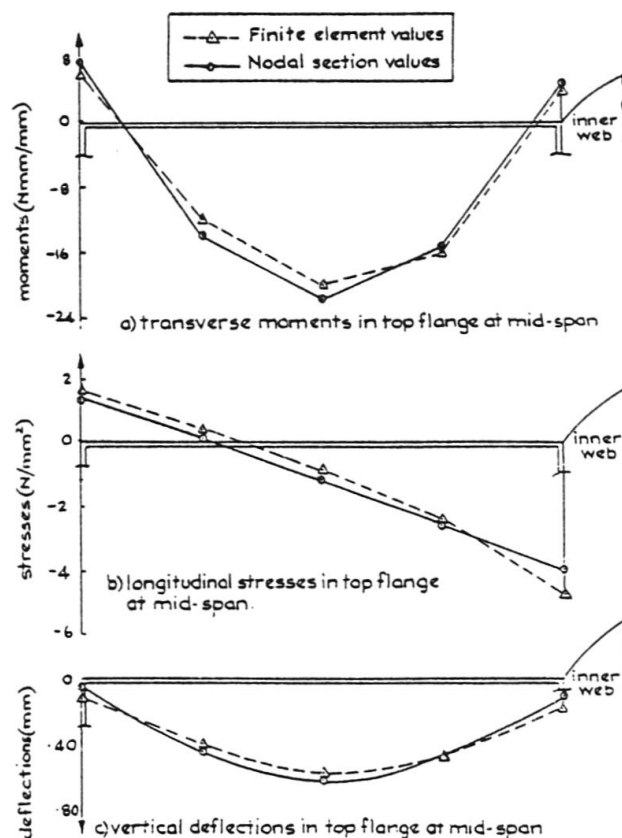 Finite element values
Nodal section values
8
0
-8
-16
-24
moments (Nmm/mm)
inner
web
a) transverse moments in top flange at mid-span
2
0
-2
-4
-6
stresses (N/mm²)
inner
web
b) longitudinal stresses in top flange
at mid-span.
0
.40
.80
deflections (mm)
inner
web
c) vertical deflections in top flange at mid-span